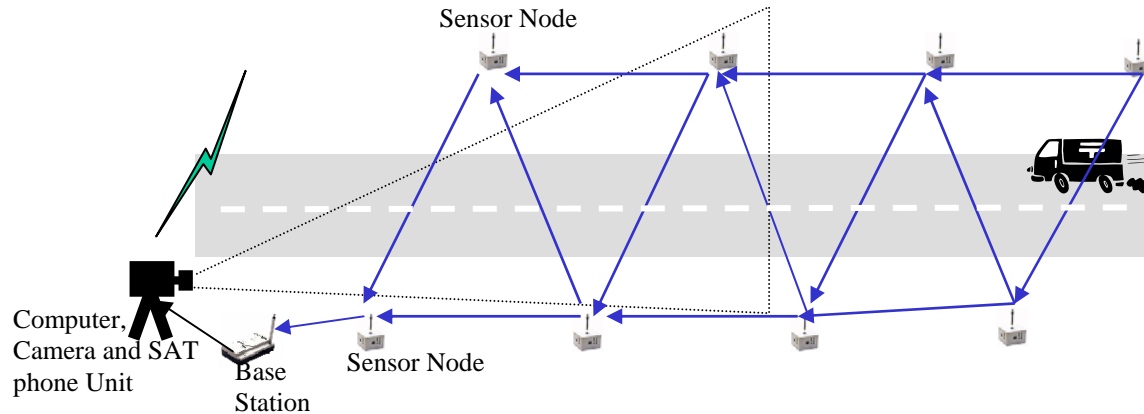 Sensor Node
Computer,
Camera and SAT
phone Unit
Base
Station
Sensor Node